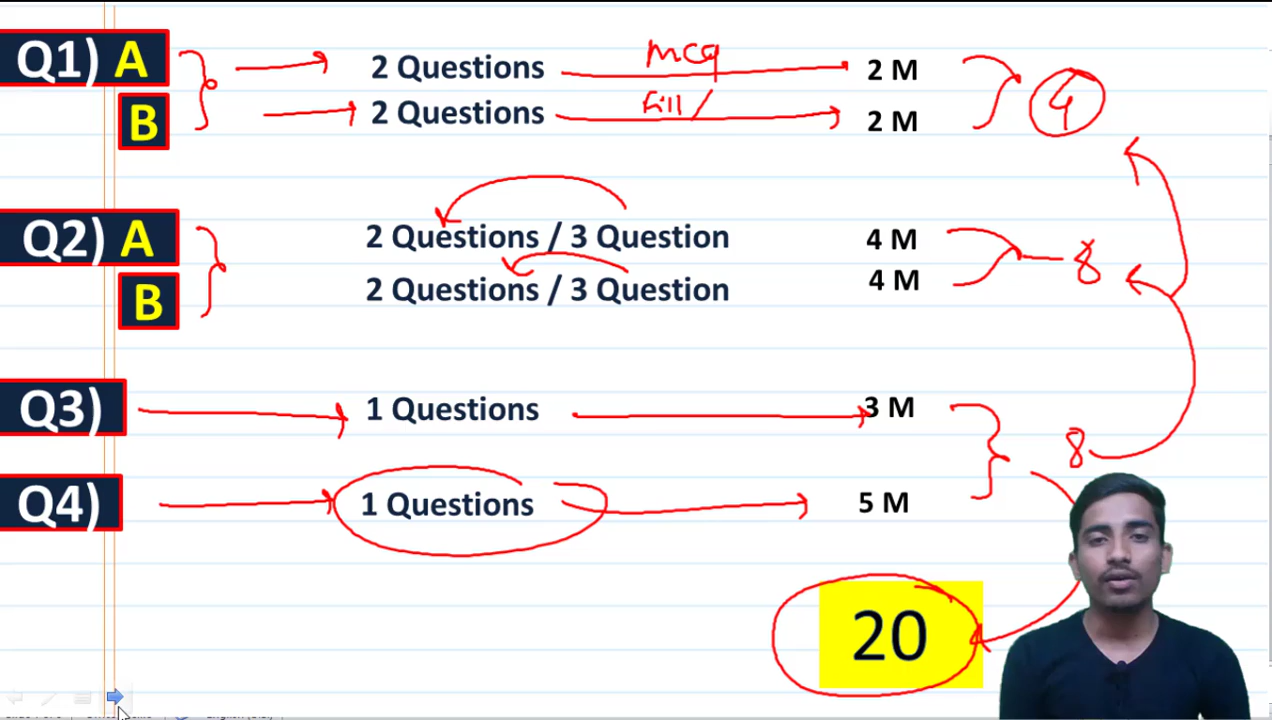 Q1) A 2 Questions mcq 2 M
B 2 Questions Fill/ 2 M
4
Q2) A 2 Questions / 3 Question 4 M
8
B 2 Questions / 3 Question 4 M
Q3) 1 Questions 3 M
8
Q4) 1 Questions 5 M
20